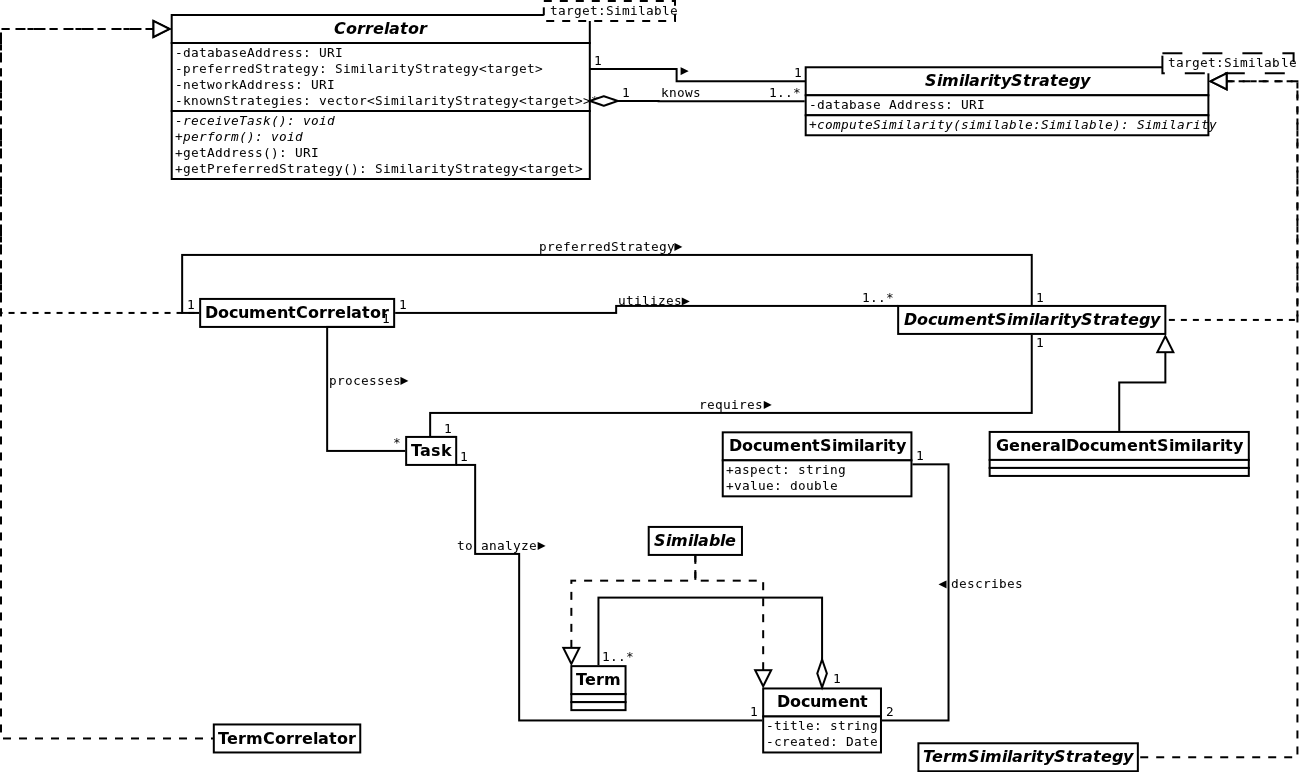 target:Similable
Correlator
-databaseAddress: URI
-preferredStrategy: SimilarityStrategy<target>
-networkAddress: URI
-knownStrategies: vector<SimilarityStrategy<target>>
-receiveTask(): void
+perform(): void
+getAddress(): URI
+getPreferredStrategy(): SimilarityStrategy<target>
1
▶
1
1
knows
1..*
target:Similable
SimilarityStrategy
-database Address: URI
+computeSimilarity(similable:Similable): Similarity
preferredStrategy▶
1
1
DocumentCorrelator
1
1
utilizes▶
1..*
DocumentSimilarityStrategy
1
processes▶
requires▶
1
*
Task
1
DocumentSimilarity
+aspect: string
+value: double
1
GeneralDocumentSimilarity
to analyze▶
Similable
◀describes
1..*
Term
1
Document
-title: string
-created: Date
1
2
TermCorrelator
TermSimilarityStrategy